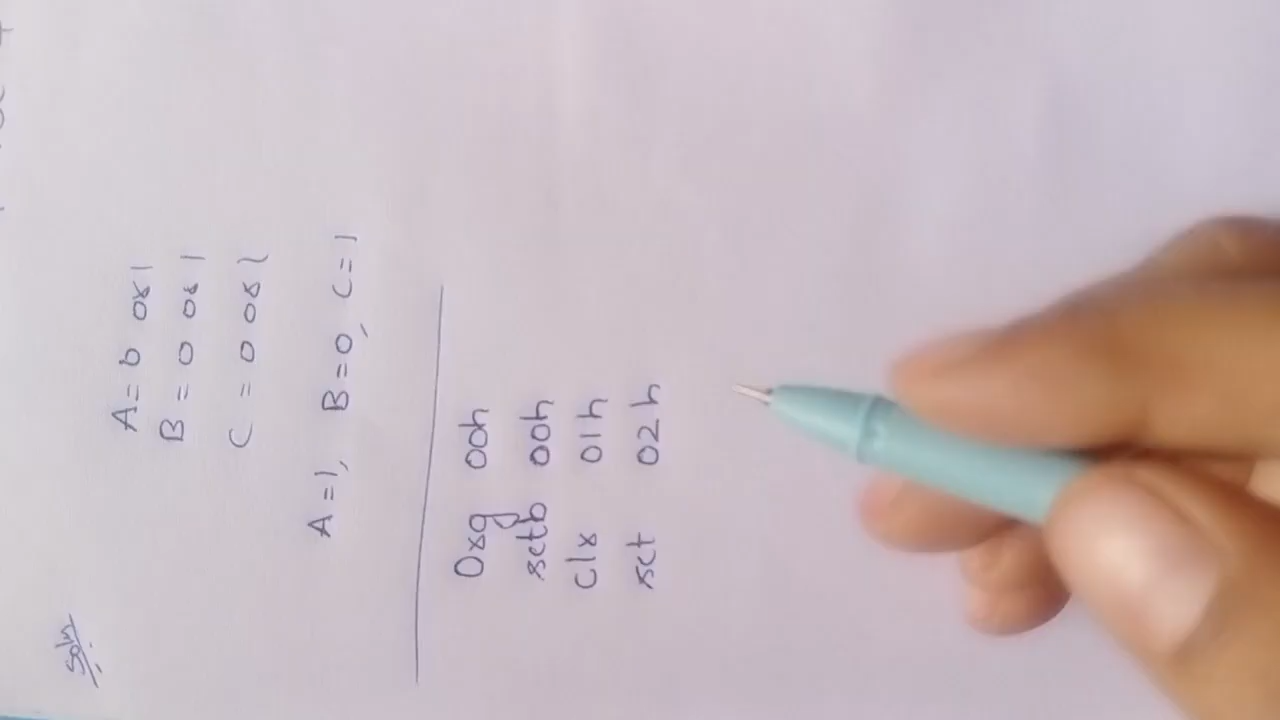 Soln
A = 0 or 1
B = 0 or 1
C = 0 or 1
A = 1, B = 0, C = 1
Org 00h
setb 00h
Clr 01h
set 02h